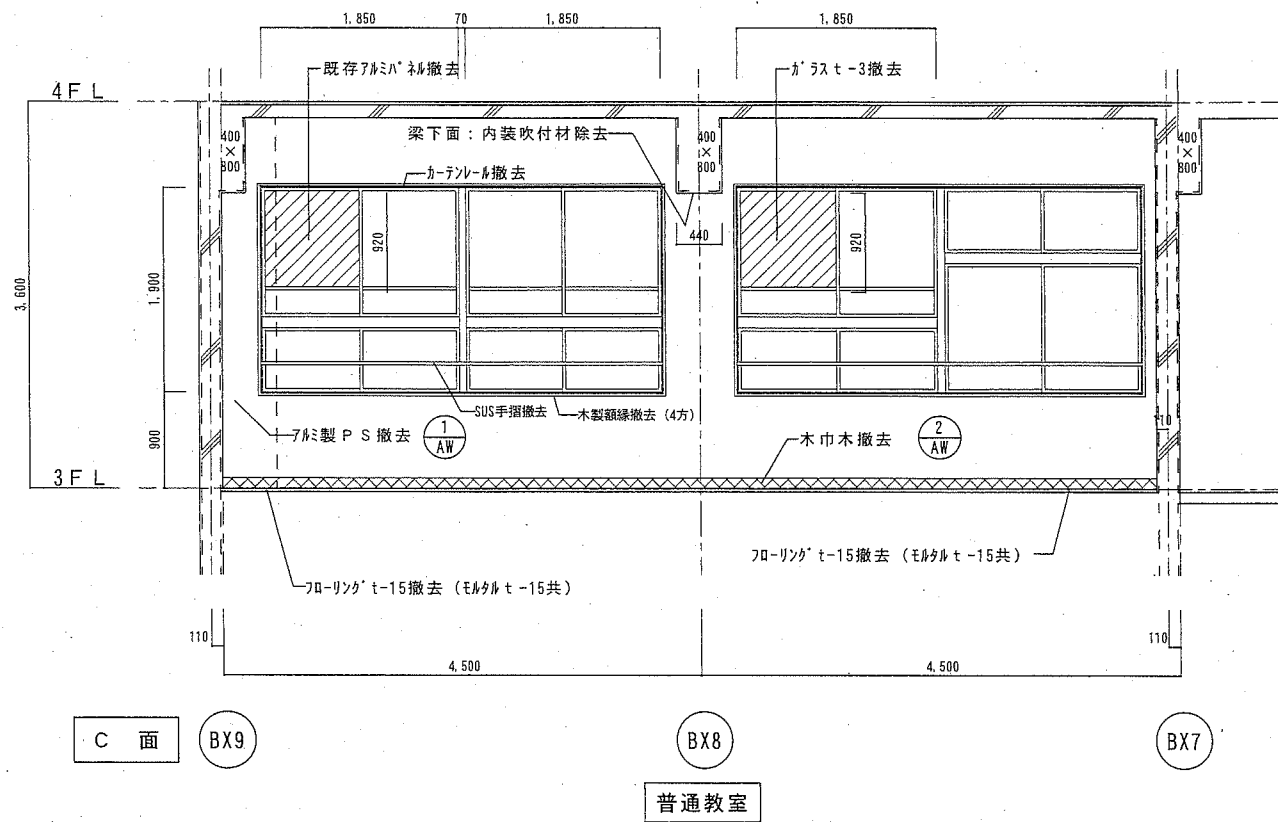 1,850
70
1,850
1,850
既存アルミパネル撤去
ガラスt-3撤去
4FL
梁下面：内装吹付材除去
400
×
800
400
×
800
400
×
800
カーテンレール撤去
440
920
920
3,600
1,900
900
SUS手摺撤去
木製額縁撤去（4方）
アルミ製PS撤去
1
AW
木巾木撤去
2
AW
110
3FL
フローリングt-15撤去（モルタルt-15共）
フローリングt-15撤去（モルタルt-15共）
110
110
4,500
4,500
C 面
BX9
BX8
BX7
普通教室